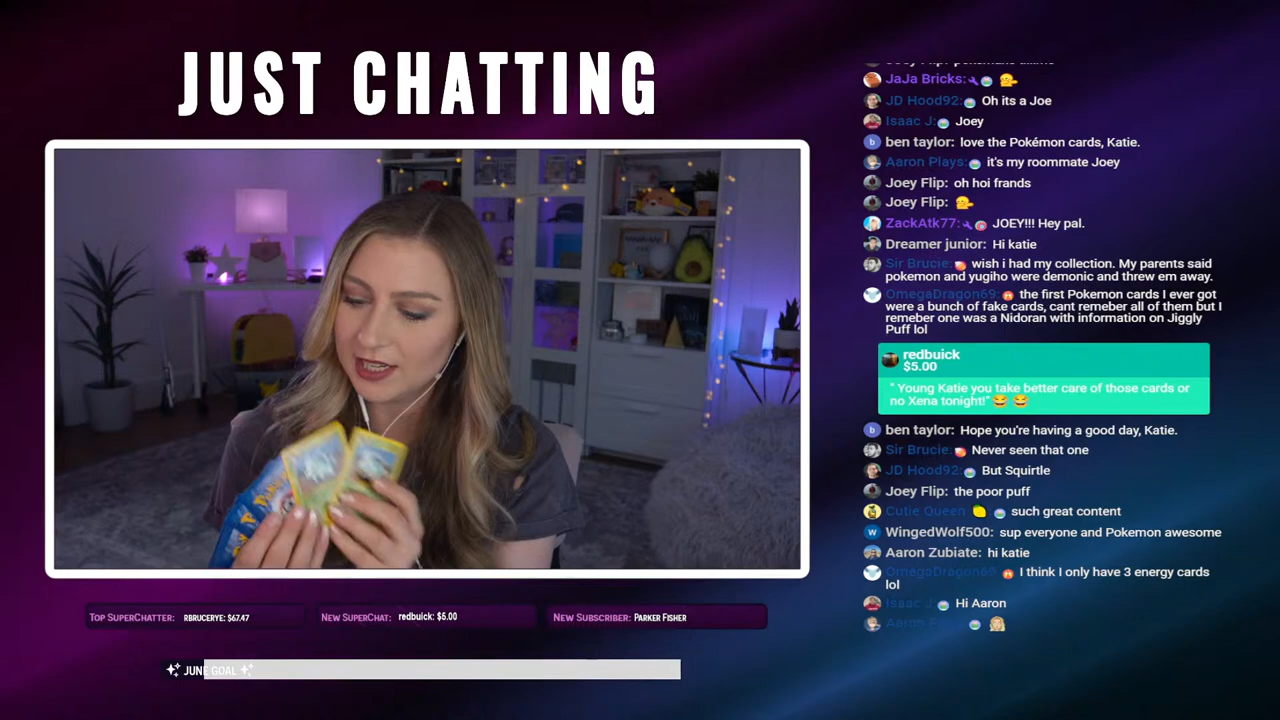 JUST CHATTING
JaJa Bricks:
JD Hood92: Oh its a Joe
Isaac J: Joey
ben taylor: love the Pokémon cards, Katie.
Aaron Plays: it's my roommate Joey
Joey Flip: oh hoi frands
Joey Flip:
ZackAtk77: JOEY!!! Hey pal.
Dreamer junior: Hi katie
Sir Brucie: wish i had my collection. My parents said
pokemon and yugiho were demonic and threw em away.
OmegaDragon69: the first Pokemon cards I ever got
were a bunch of fake cards, cant remeber all of them but I
remeber one was a Nidoran with information on Jiggly
Puff lol
redbuick
$5.00
" Young Katie you take better care of those cards or
no Xena tonight!"
ben taylor: Hope you're having a good day, Katie.
Sir Brucie: Never seen that one
JD Hood92: But Squirtle
Joey Flip: the poor puff
Cutie Queen such great content
WingedWolf500: sup everyone and Pokemon awesome
Aaron Zubiate: hi katie
OmegaDragon69 I think I only have 3 energy cards
lol
Isaac J Hi Aaron
Aaron
TOP SUPERCHATTER: RBRUCERYE: $67.47
NEW SUPERCHAT: redbuick: $5.00
NEW SUBSCRIBER: PARKER FISHER
JUNE GOAL